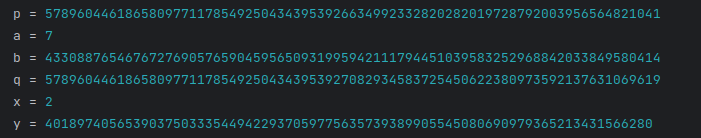 p = 57896044618658097711785492504343953926634992332820282019728792003956564821041
a = 7
b = 43308876546767276905765904595650931995942111794451039583252968842033849580414
q = 57896044618658097711785492504343953927082934583725450622380973592137631069619
x = 2
y = 4018974056539037503335449422937059775635739389905545080690979365213431566280